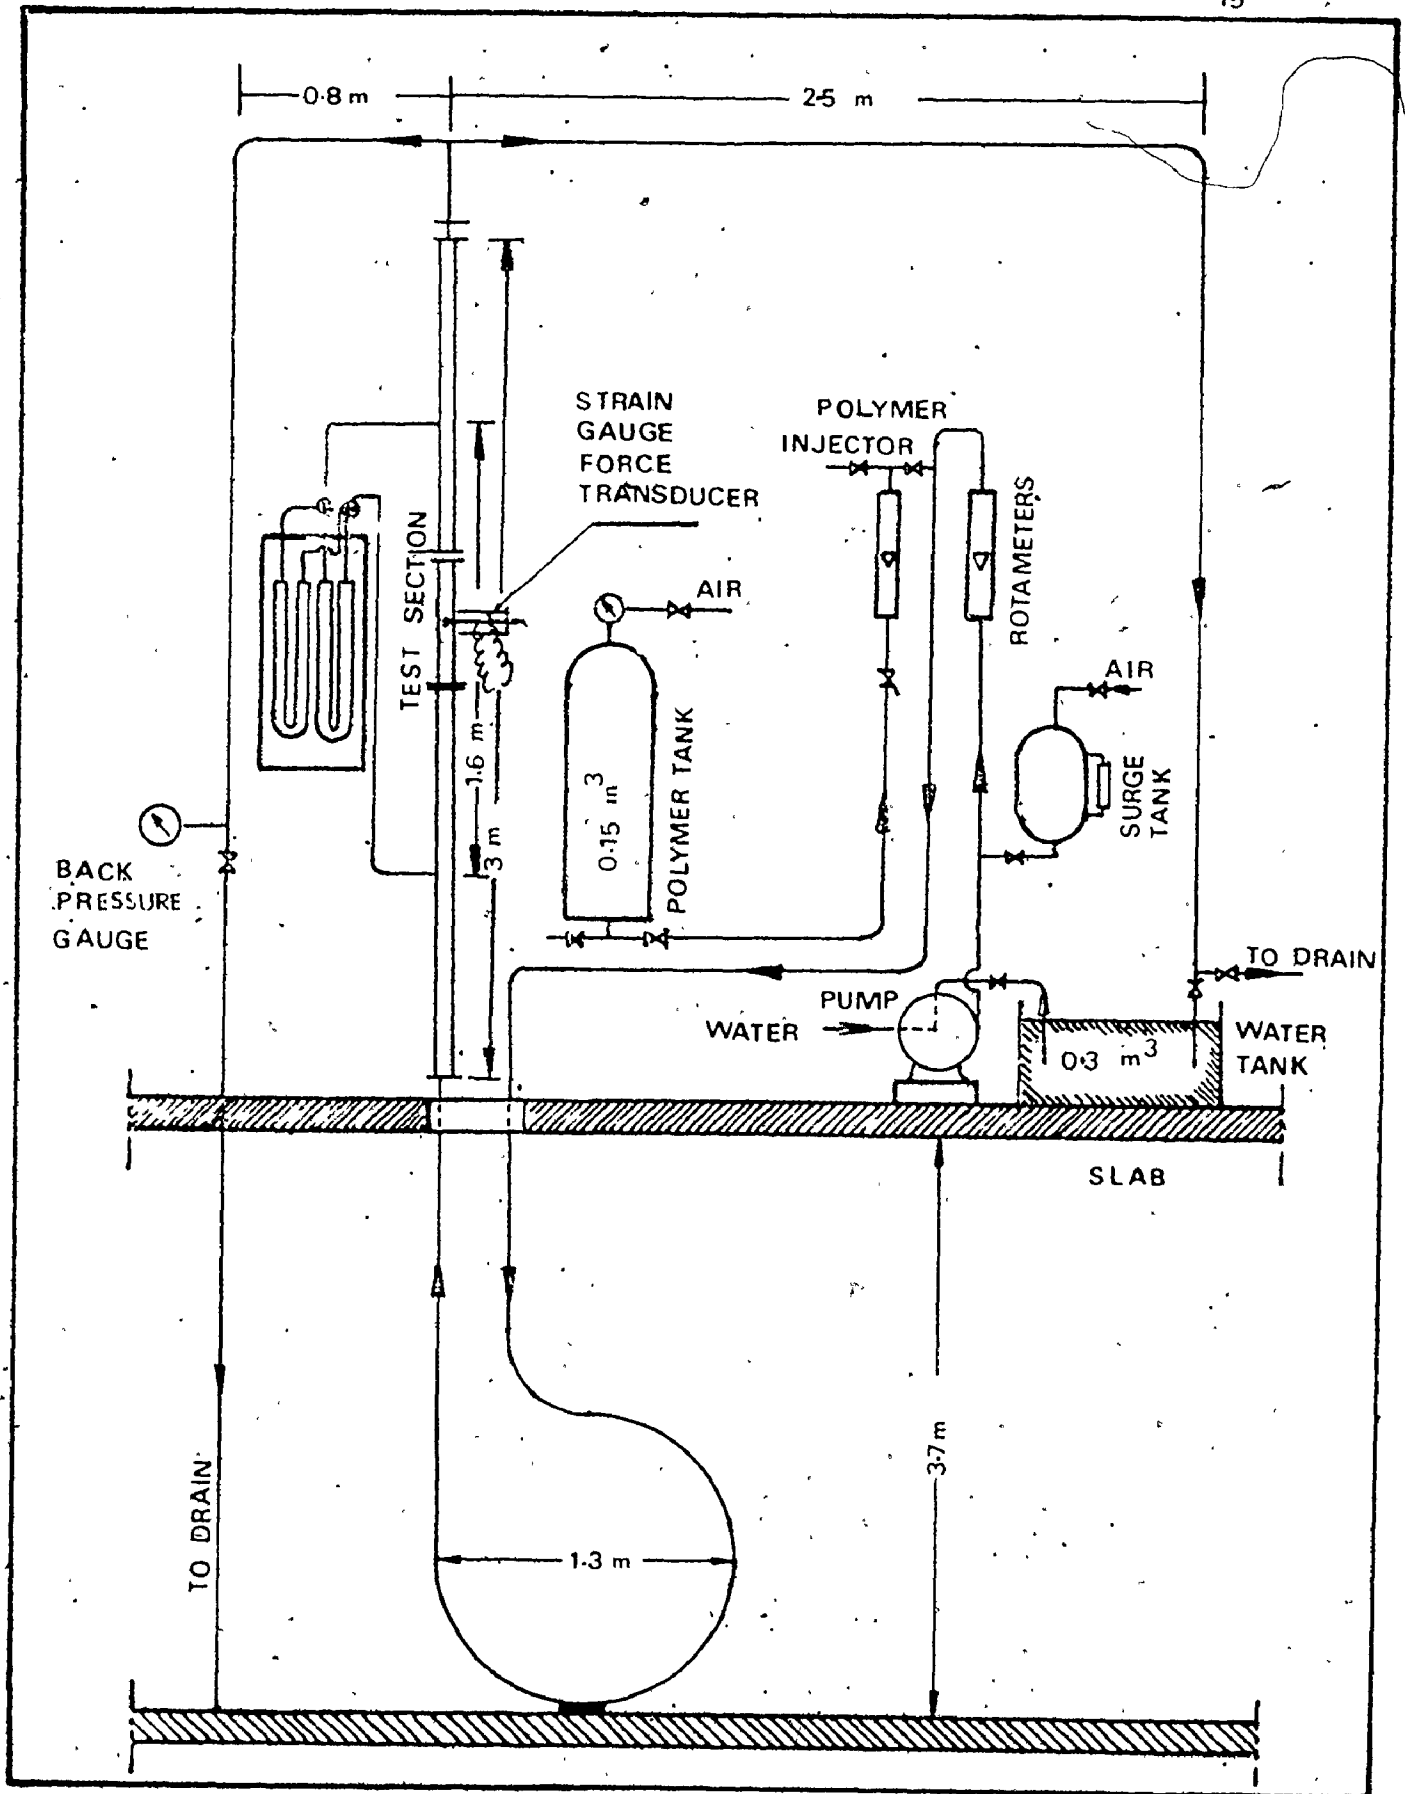 0.8 m
2.5 m
STRAIN
GAUGE
FORCE
TRANSDUCER
POLYMER
INJECTOR
ROTAMETERS
TEST SECTION
AIR
AIR
1.6 m
3 m
0.15 m³
POLYMER TANK
SURGE
TANK
BACK
PRESSURE
GAUGE
TO DRAIN
PUMP
WATER
0.3 m³
WATER
TANK
SLAB
3.7m
TO DRAIN
1.3 m